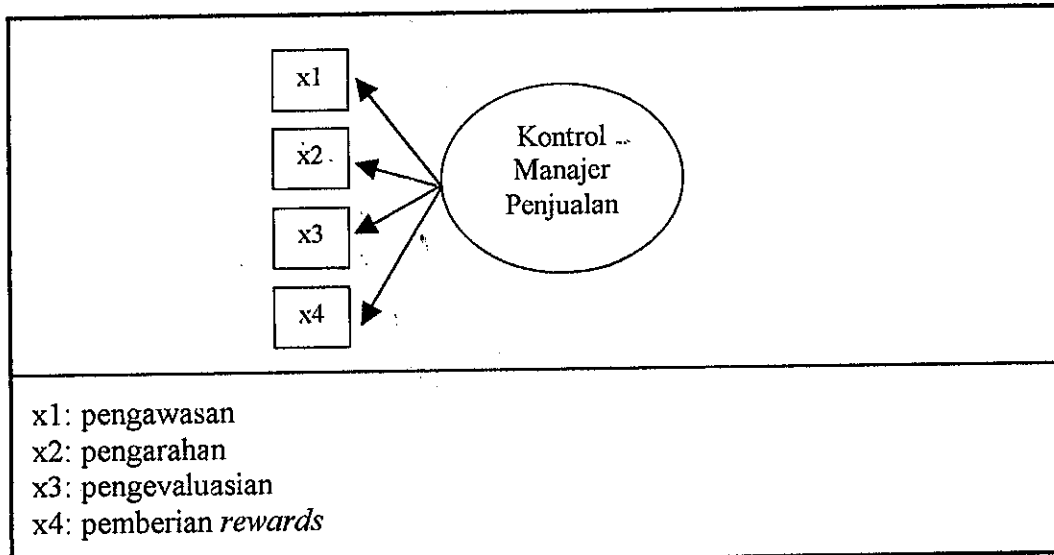 x1
x2
x3
x4
Kontrol
Manajer
Penjualan
x1: pengawasan
x2: pengarahan
x3: pengevaluasian
x4: pemberian rewards